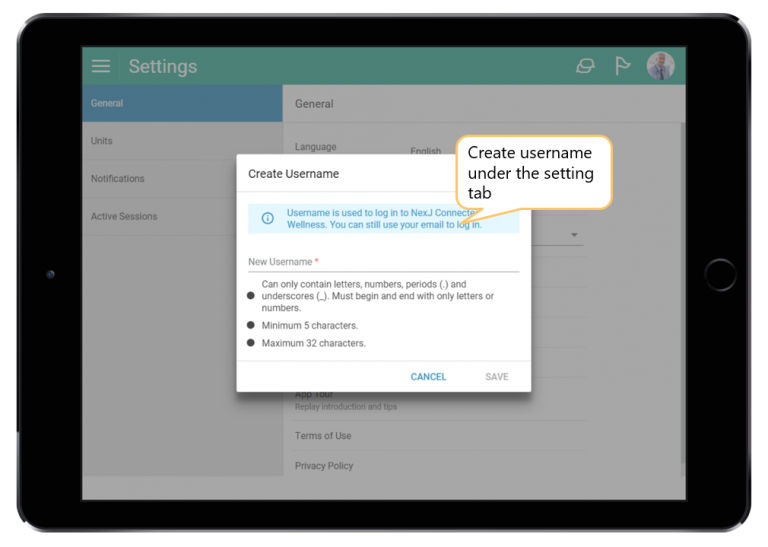 Settings
General
General
Units
Language
English
Notifications
Active Sessions
Create username
under the setting
tab
Create Username
Username is used to log in to NexJ Connected
Wellness. You can still use your email to log in.
New Username *
Can only contain letters, numbers, periods (.) and
underscores (_). Must begin and end with only letters or
numbers.
Minimum 5 characters.
Maximum 32 characters.
CANCEL
SAVE
App Tour
Replay introduction and tips
Terms of Use
Privacy Policy